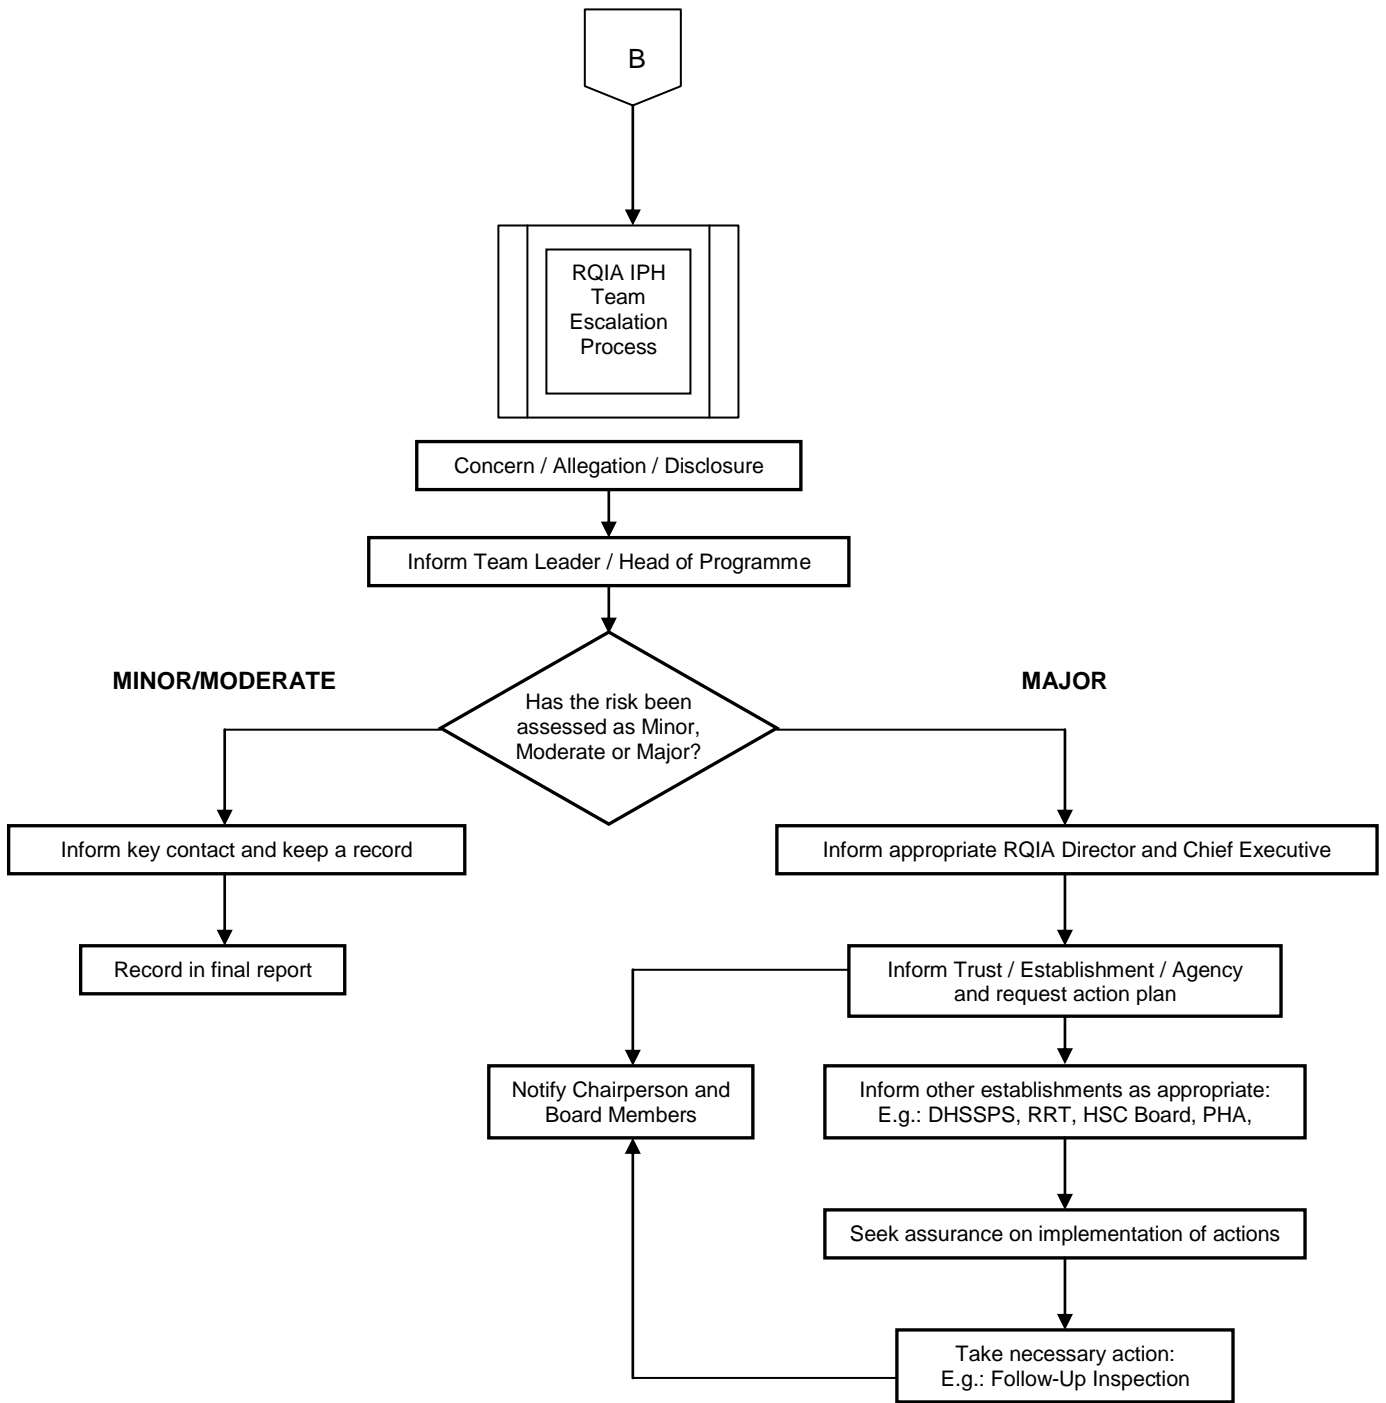 B
RQIA IPH
Team
Escalation
Process
Concern / Allegation / Disclosure
Inform Team Leader / Head of Programme
MINOR/MODERATE
MAJOR
Has the risk been
assessed as Minor,
Moderate or Major?
Inform key contact and keep a record
Inform appropriate RQIA Director and Chief Executive
Record in final report
Inform Trust / Establishment / Agency
and request action plan
Notify Chairperson and
Board Members
Inform other establishments as appropriate:
E.g.: DHSSPS, RRT, HSC Board, PHA,
Seek assurance on implementation of actions
Take necessary action:
E.g.: Follow-Up Inspection